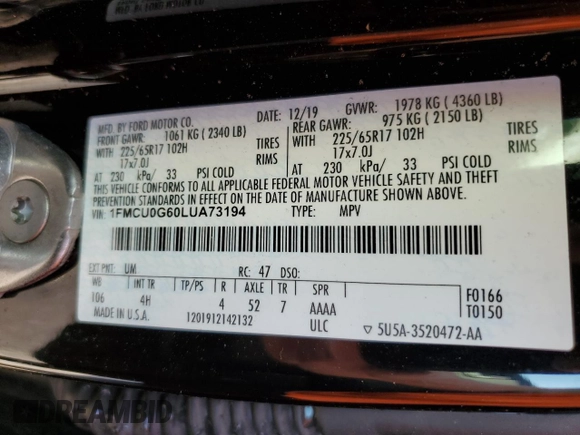 MFD. BY FORD MOTOR CO.
DATE: 12/19 GVWR: 1978 KG ( 4360 LB)
FRONT GAWR: 1061 KG ( 2340 LB)
REAR GAWR: 975 KG ( 2150 LB)
WITH 225/65R17 102H TIRES
WITH 225/65R17 102H TIRES
17x7.0J RIMS
17x7.0J RIMS
AT 230 kPa/ 33 PSI COLD
AT 230 kPa/ 33 PSI COLD
THIS VEHICLE CONFORMS TO ALL APPLICABLE FEDERAL MOTOR VEHICLE SAFETY AND THEFT
PREVENTION STANDARDS IN EFFECT ON THE DATE OF MANUFACTURE SHOWN ABOVE.
VIN: 1FMCU0G60LUA73194 TYPE: MPV
EXT PNT: UM RC: 47 DSO:
WB INT TR TP/PS R AXLE TR SPR
106 4H 4 52 7 AAAA F0166
MADE IN U.S.A. 1201912142132 ULC T0150
5U5A-3520472-AA
DREAMBID